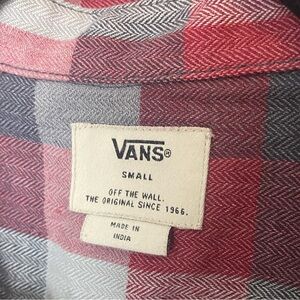 VANS®
SMALL
OFF THE WALL.
THE ORIGINAL SINCE 1966.
MADE IN
INDIA